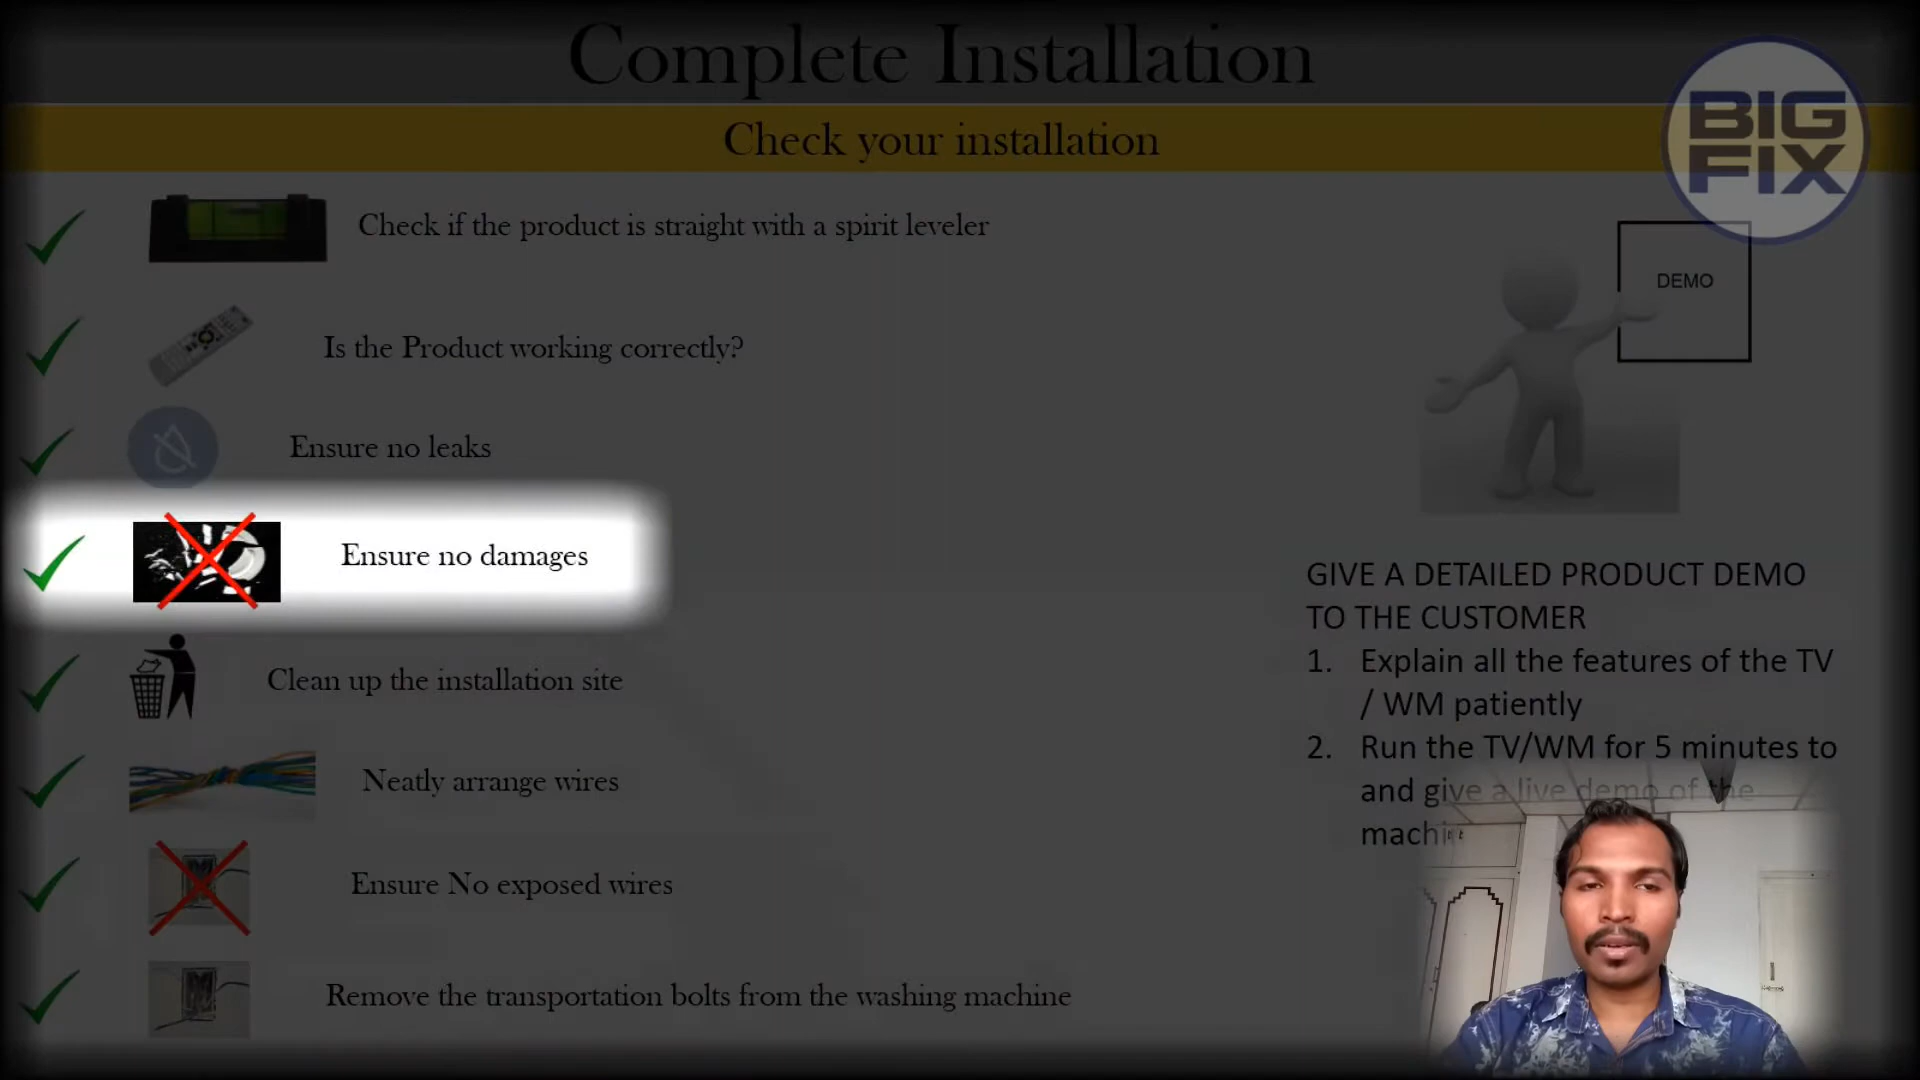 Complete Installation
Check your installation
BIG
FIX
Check if the product is straight with a spirit leveler
DEMO
Is the Product working correctly?
Ensure no leaks
Ensure no damages
Clean up the installation site
Neatly arrange wires
Ensure No exposed wires
Remove the transportation bolts from the washing machine
GIVE A DETAILED PRODUCT DEMO
TO THE CUSTOMER
1. Explain all the features of the TV
/ WM patiently
2. Run the TV/WM for 5 minutes to
and give a live demo of the